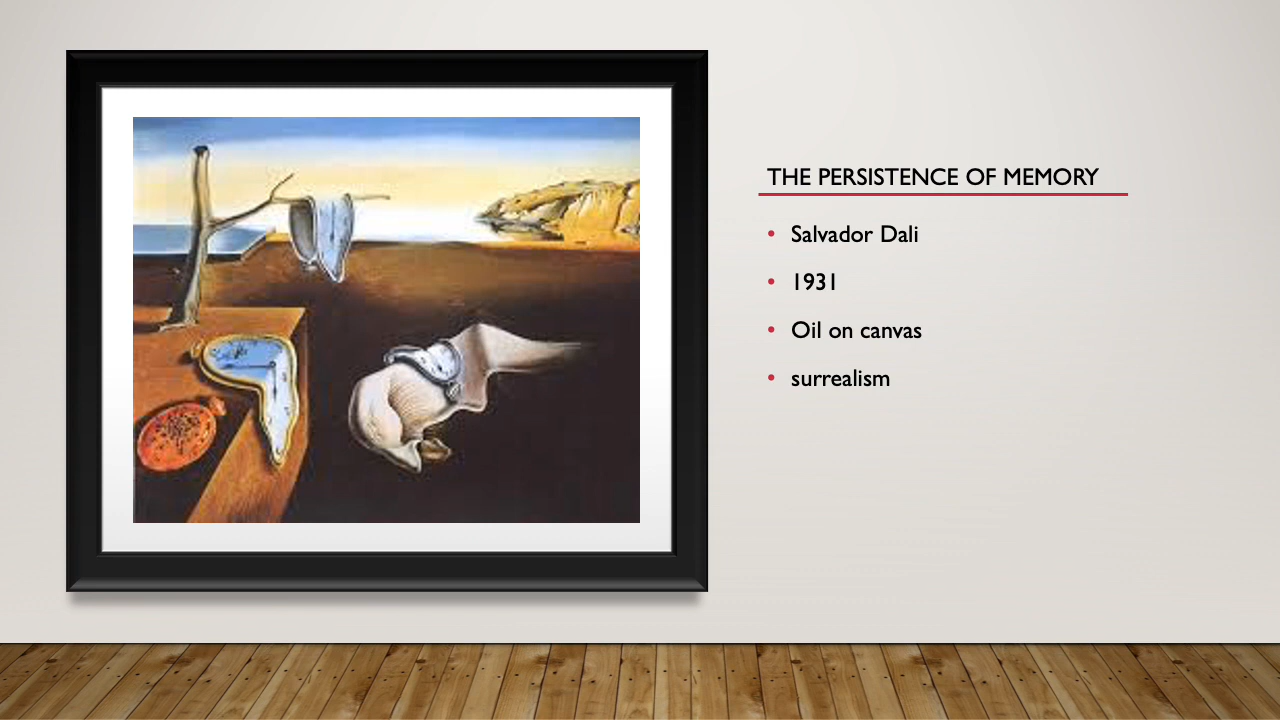 THE PERSISTENCE OF MEMORY
• Salvador Dali
• 1931
• Oil on canvas
• surrealism